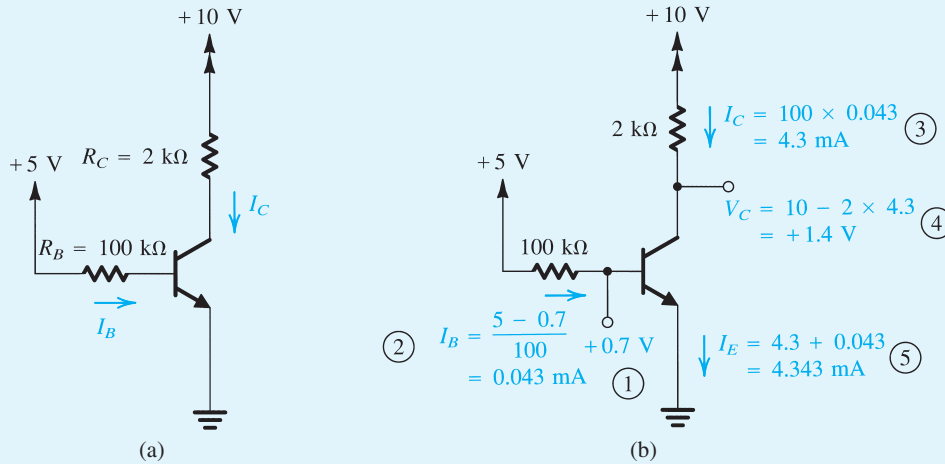 +10 V
R_C = 2 kΩ
+5 V
I_C
R_B = 100 kΩ
I_B
(a)
+10 V
2 kΩ
I_C = 100 × 0.043
= 4.3 mA
3
+5 V
V_C = 10 − 2 × 4.3
= +1.4 V
4
100 kΩ
2
I_B = (5 − 0.7)/100
= 0.043 mA
+0.7 V
1
I_E = 4.3 + 0.043
= 4.343 mA
5
(b)